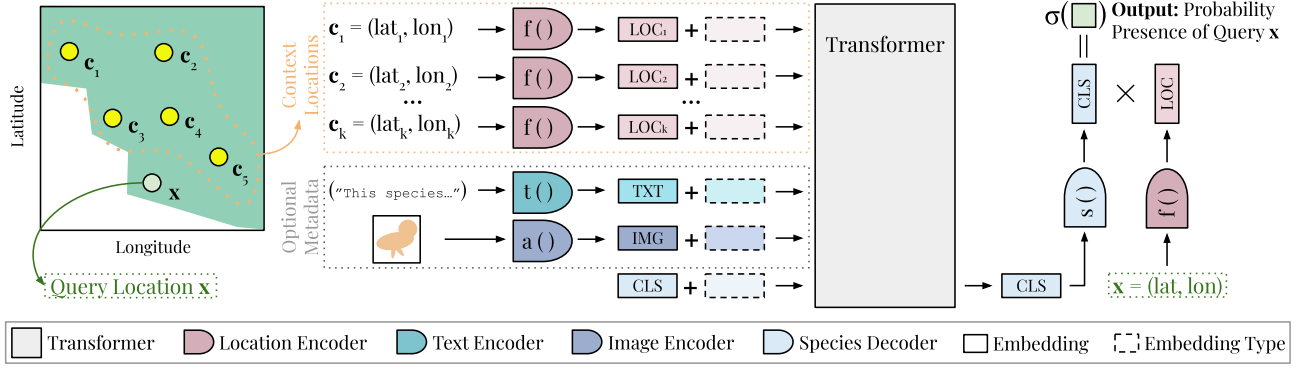 Latitude
c1
c2
c3
c4
c5
x
Longitude
Query Location x
Context
Locations
c1 = (lat1, lon1)
f ( )
LOC1
+
c2 = (lat2, lon2)
f ( )
LOC2
+
...
...
ck = (latk, lonk)
f ( )
LOCk
+
Optional
Metadata
("This species…")
t ( )
TXT
+
a ( )
IMG
+
CLS
+
Transformer
CLS
σ( ) Output: Probability
Presence of Query x
=
CLS
×
LOC
s ( )
f ( )
x = (lat, lon)
Transformer
Location Encoder
Text Encoder
Image Encoder
Species Decoder
Embedding
Embedding Type